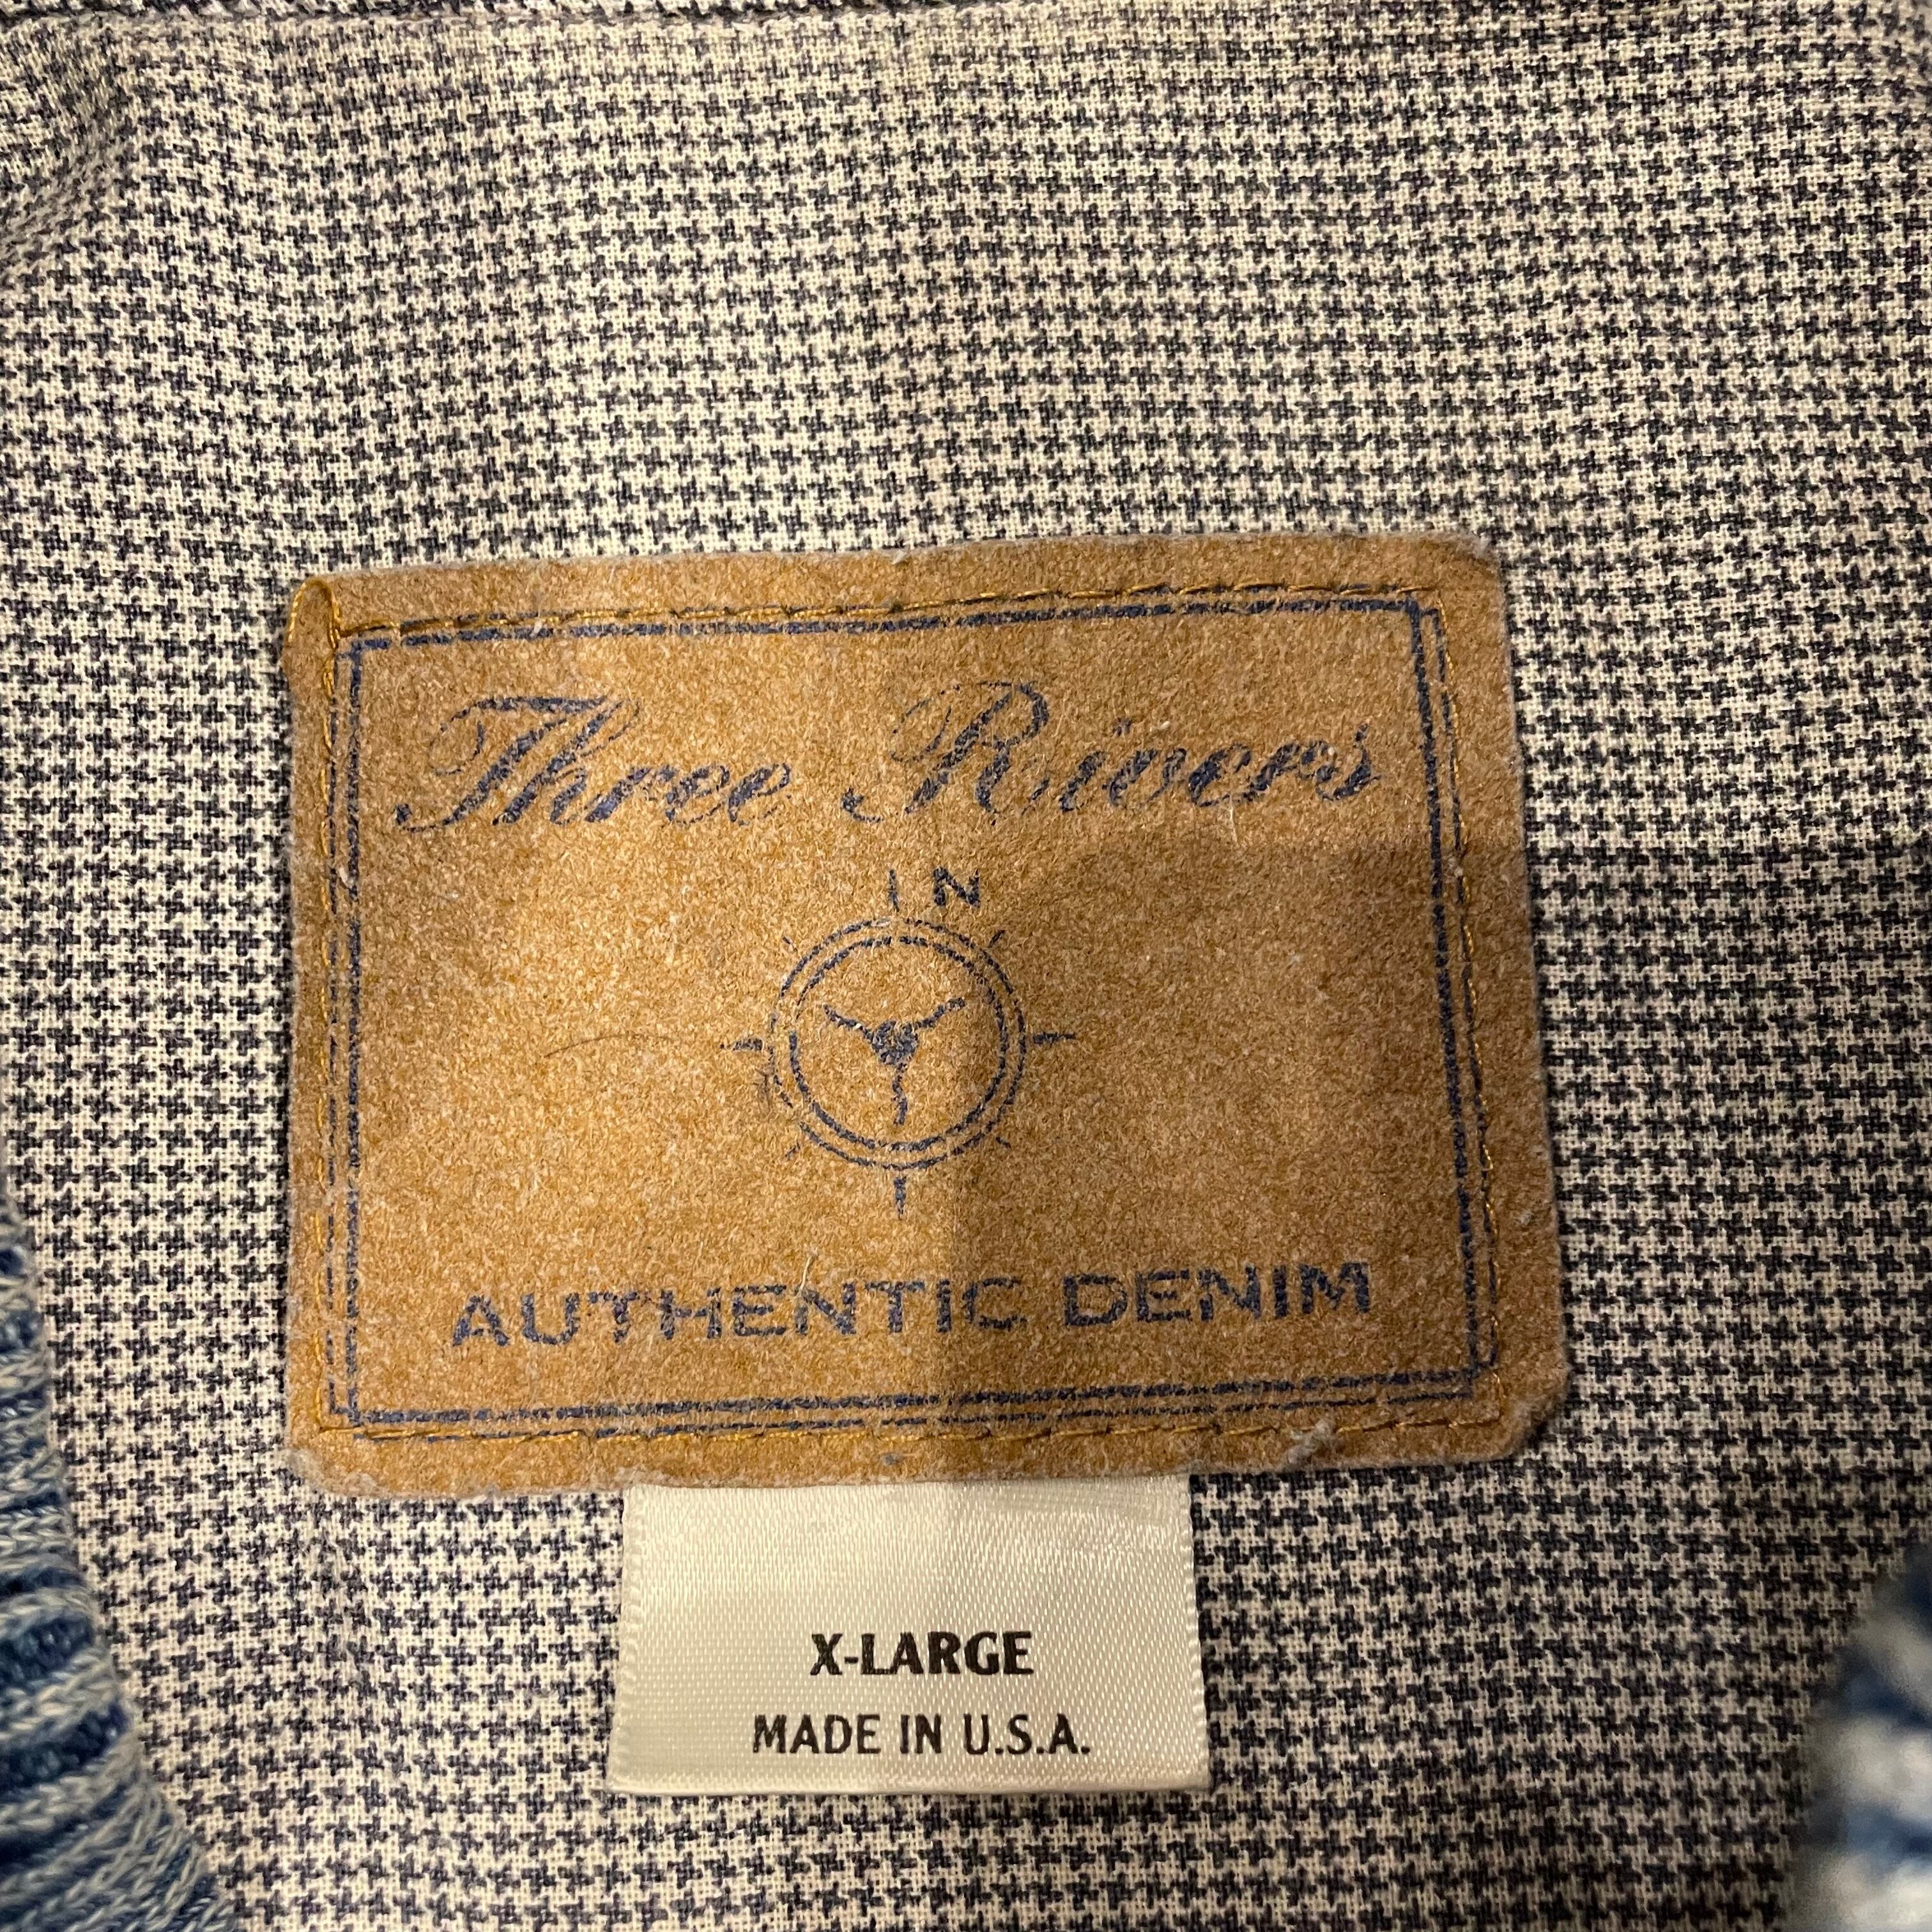 Three Rivers
N
AUTHENTIC DENIM
X-LARGE
MADE IN U.S.A.